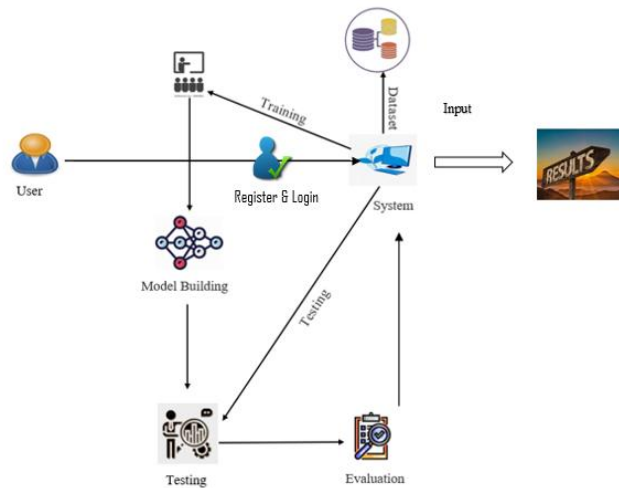 Training
Dataset
Input
RESULTS
User
Register & Login
System
Model Building
Testing
Testing
Evaluation